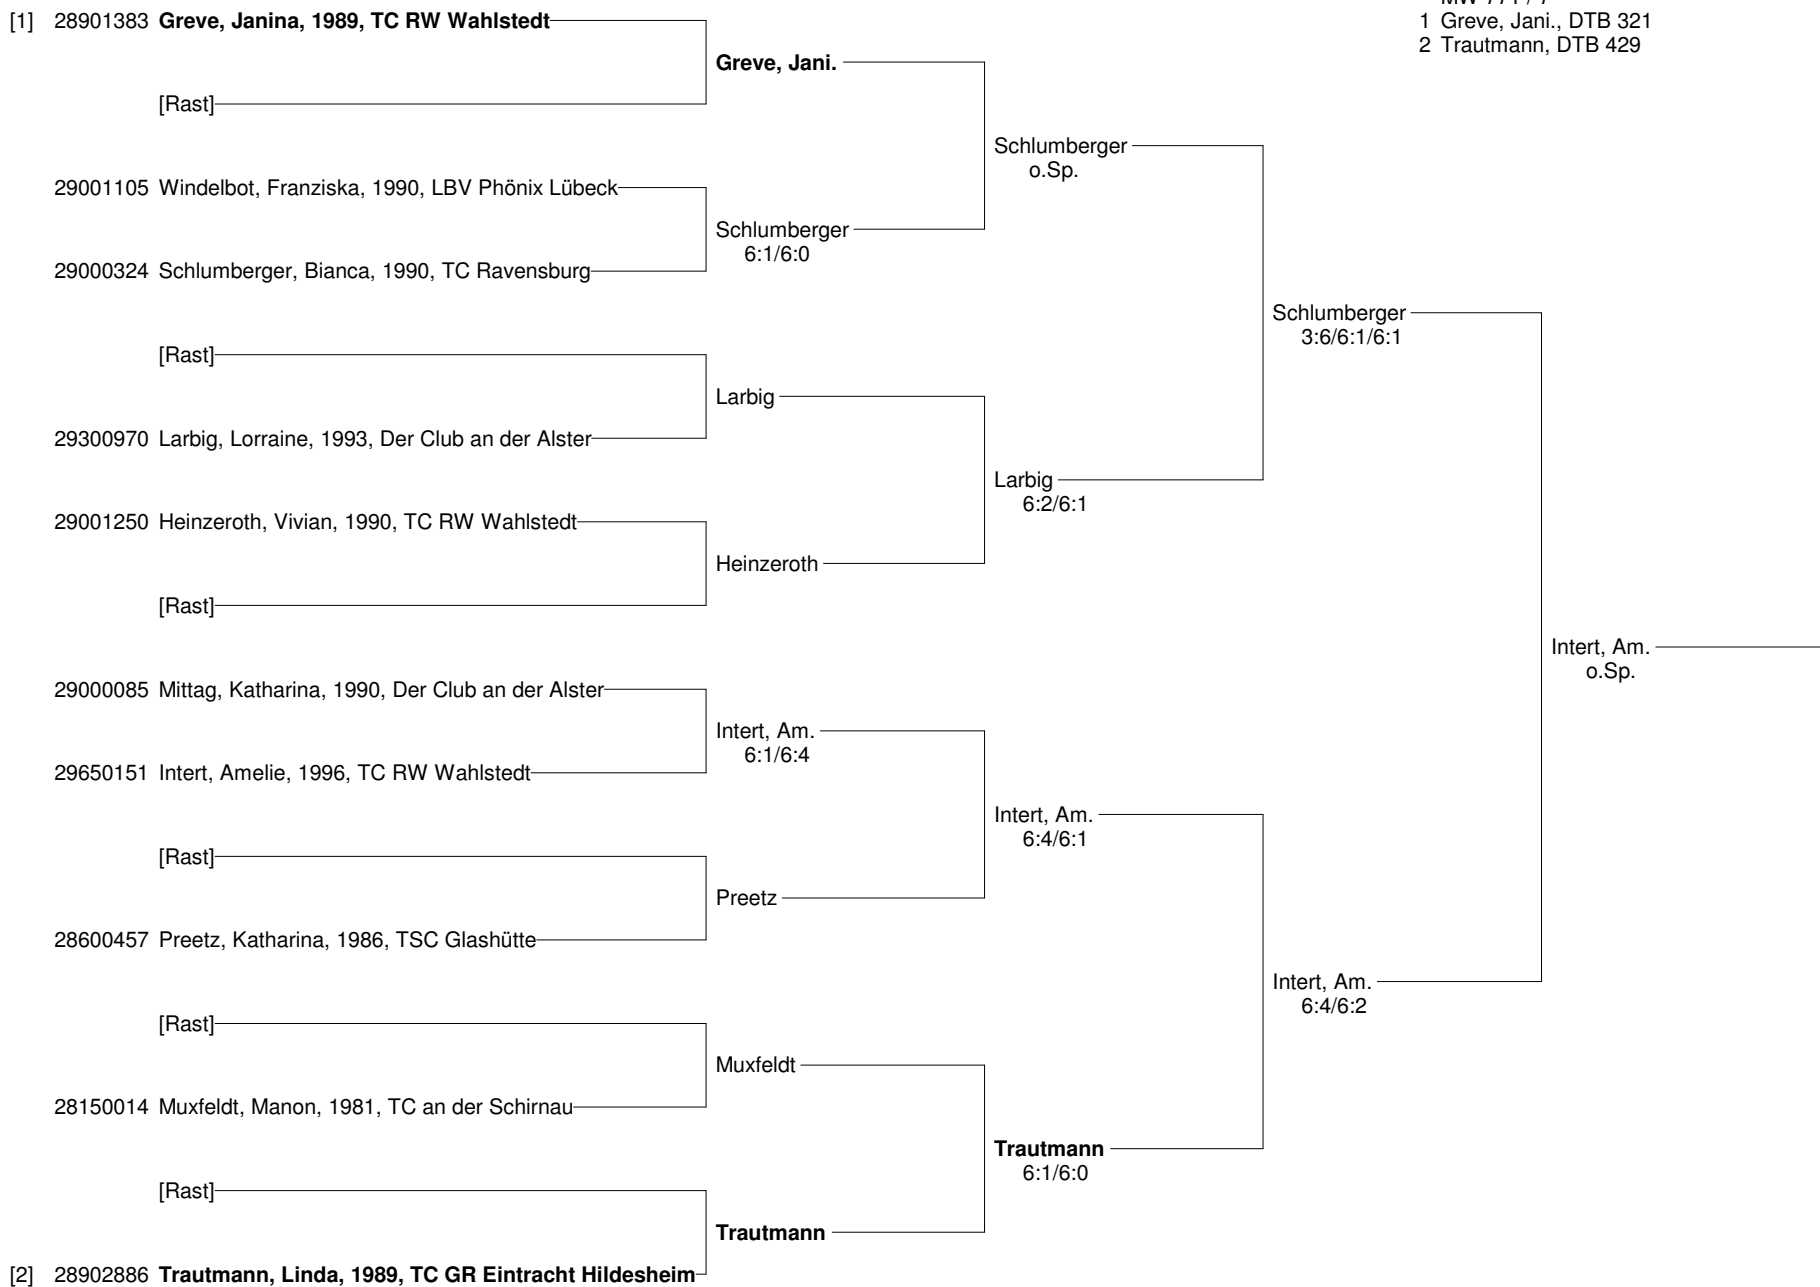 MW 771 / 7
1 Greve, Jani., DTB 321
2 Trautmann, DTB 429
[1] 28901383 Greve, Janina, 1989, TC RW Wahlstedt
Greve, Jani.
[Rast]
Schlumberger
o.Sp.
29001105 Windelbot, Franziska, 1990, LBV Phönix Lübeck
Schlumberger
6:1/6:0
29000324 Schlumberger, Bianca, 1990, TC Ravensburg
Schlumberger
3:6/6:1/6:1
[Rast]
Larbig
29300970 Larbig, Lorraine, 1993, Der Club an der Alster
Larbig
6:2/6:1
29001250 Heinzeroth, Vivian, 1990, TC RW Wahlstedt
Heinzeroth
[Rast]
Intert, Am.
o.Sp.
29000085 Mittag, Katharina, 1990, Der Club an der Alster
Intert, Am.
6:1/6:4
29650151 Intert, Amelie, 1996, TC RW Wahlstedt
Intert, Am.
6:4/6:1
[Rast]
Preetz
28600457 Preetz, Katharina, 1986, TSC Glashütte
Intert, Am.
6:4/6:2
[Rast]
Muxfeldt
28150014 Muxfeldt, Manon, 1981, TC an der Schirnau
Trautmann
6:1/6:0
[Rast]
Trautmann
[2] 28902886 Trautmann, Linda, 1989, TC GR Eintracht Hildesheim